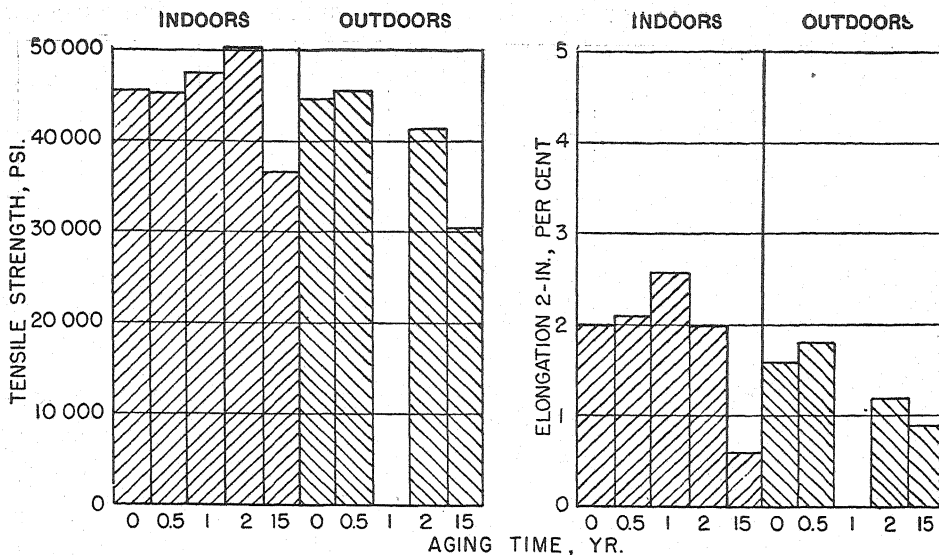 INDOORS OUTDOORS
50 000
40 000
30 000
20 000
10 000
0
TENSILE STRENGTH, PSI.
0 0.5 1 2 15 0 0.5 1 2 15
INDOORS OUTDOORS
5
4
3
2
1
0
ELONGATION 2-IN., PER CENT
0 0.5 1 2 15 0 0.5 1 2 15
AGING TIME, YR.